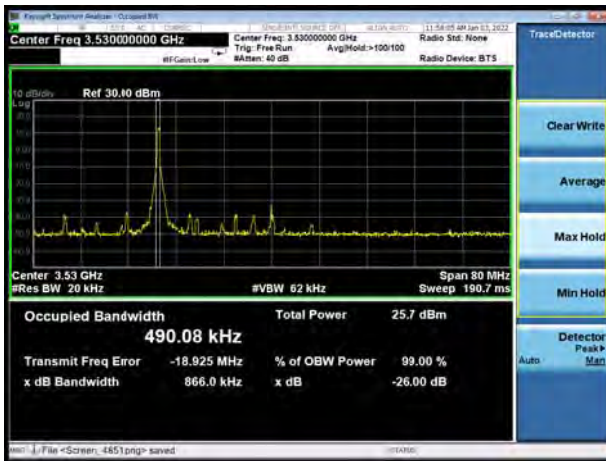 Keysight Spectrum Analyzer - Occupied BW
Center Freq 3.530000000 GHz
Center Freq: 3.530000000 GHz
Trig: Free Run Avg|Hold:>100/100
#IFGain:Low #Atten: 40 dB
11:58:05 AM Jan 03, 2022
Radio Std: None
Radio Device: BTS
Trace/Detector
10 dB/div Ref 30.00 dBm
Log
Center 3.53 GHz
Span 80 MHz
#Res BW 20 kHz
#VBW 62 kHz
Sweep 190.7 ms
Occupied Bandwidth
490.08 kHz
Total Power 25.7 dBm
Transmit Freq Error -18.925 MHz
% of OBW Power 99.00 %
x dB Bandwidth 866.0 kHz
x dB -26.00 dB
Clear Write
Average
Max Hold
Min Hold
Detector
Peak▶
Auto Man
MSG File <Screen_4851png> saved
STATUS